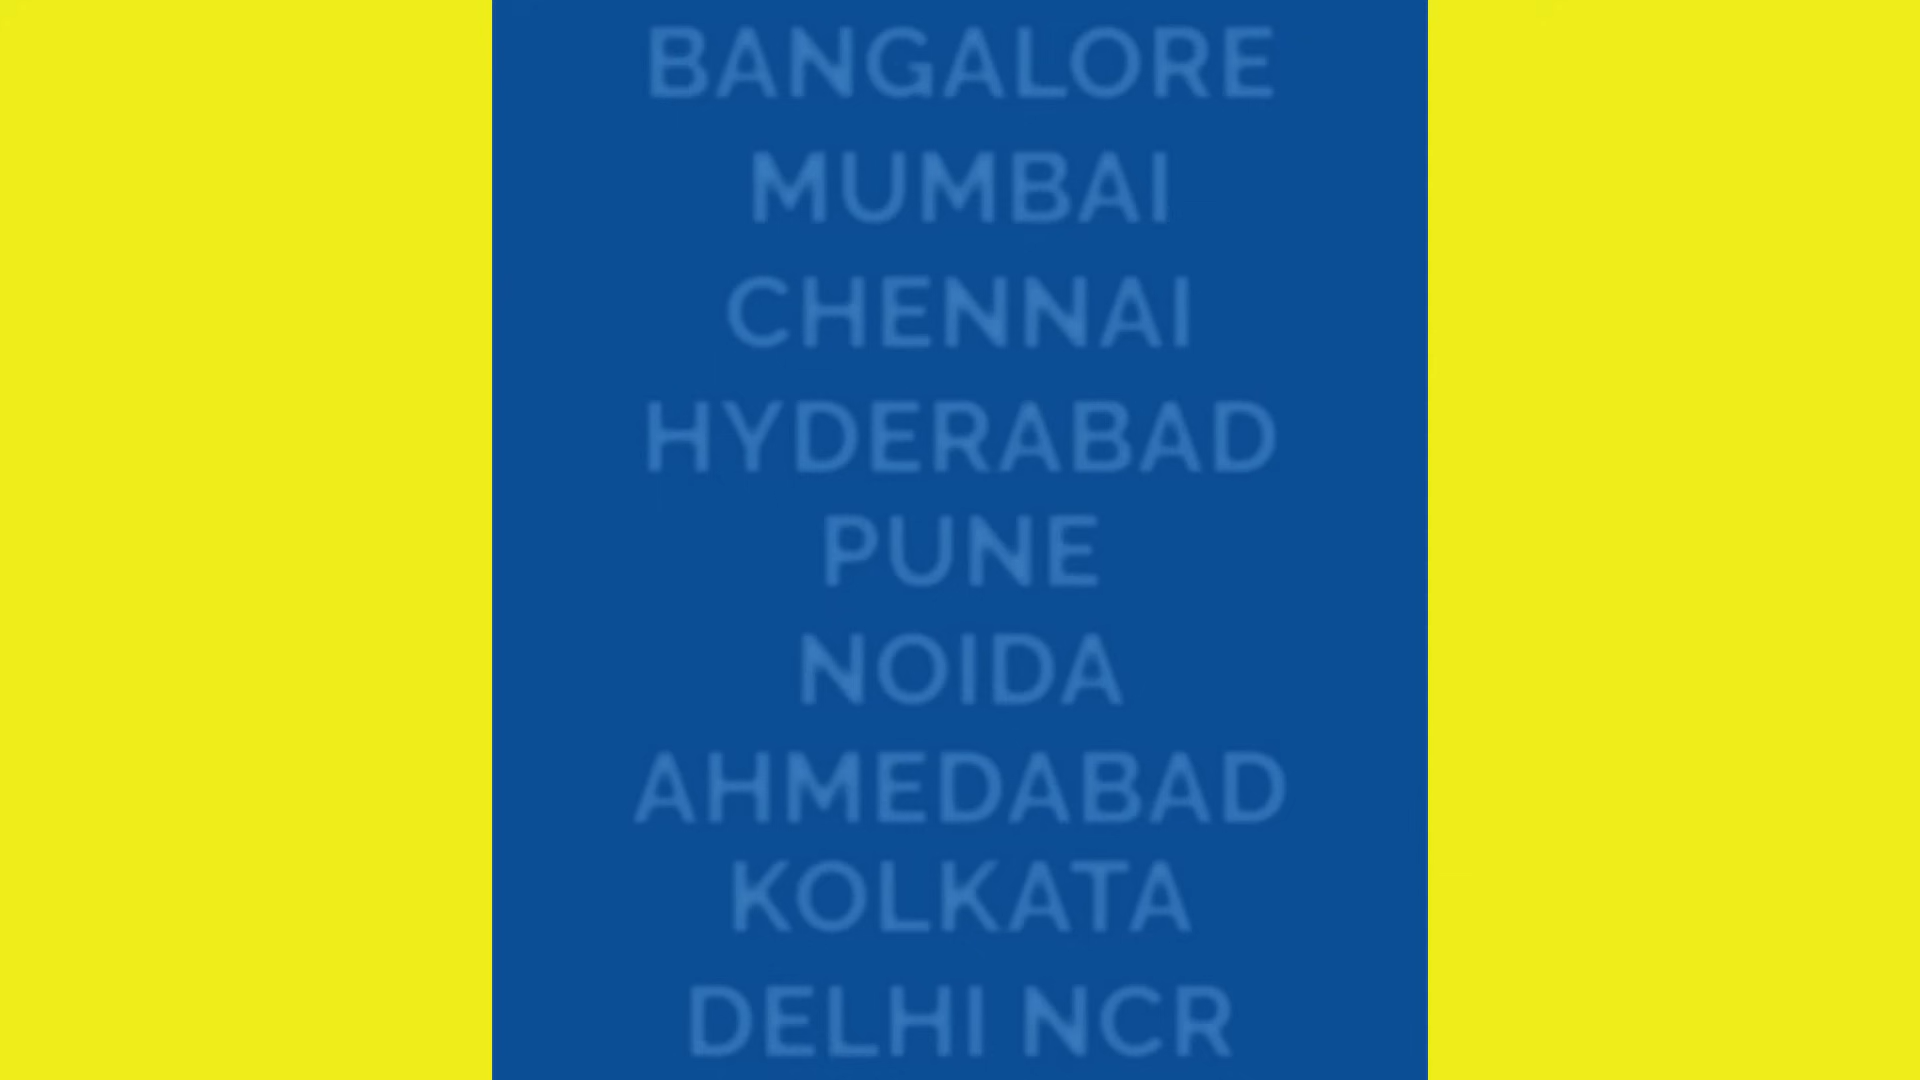 BANGALORE
MUMBAI
CHENNAI
HYDERABAD
PUNE
NOIDA
AHMEDABAD
KOLKATA
DELHI NCR